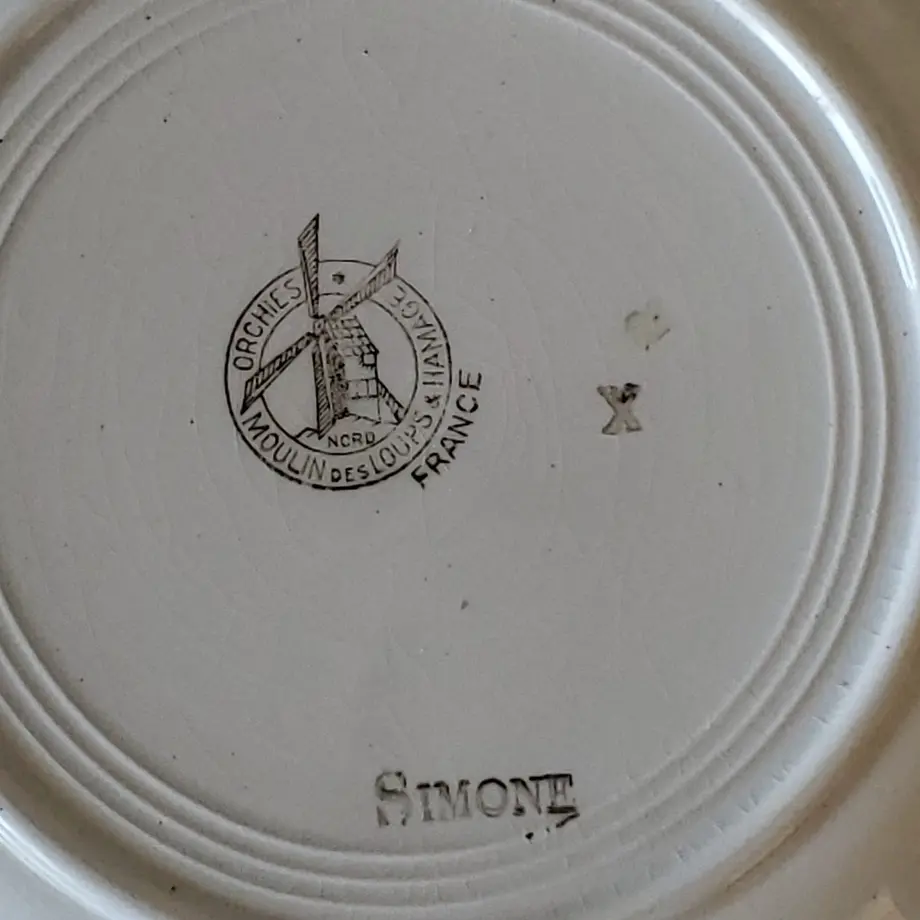 ORCHIES
MOULIN DES LOUPS & HAMAGE
NORD
FRANCE
X
SIMONE